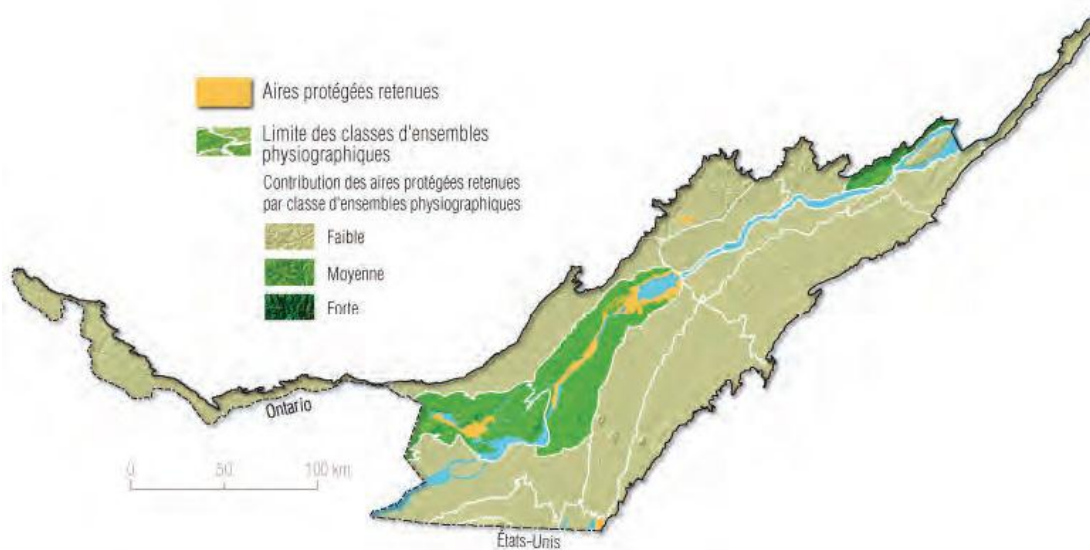 Aires protégées retenues
Limite des classes d'ensembles
physiographiques
Contribution des aires protégées retenues
par classe d'ensembles physiographiques
Faible
Moyenne
Forte
Ontario
0 50 100 km
États-Unis